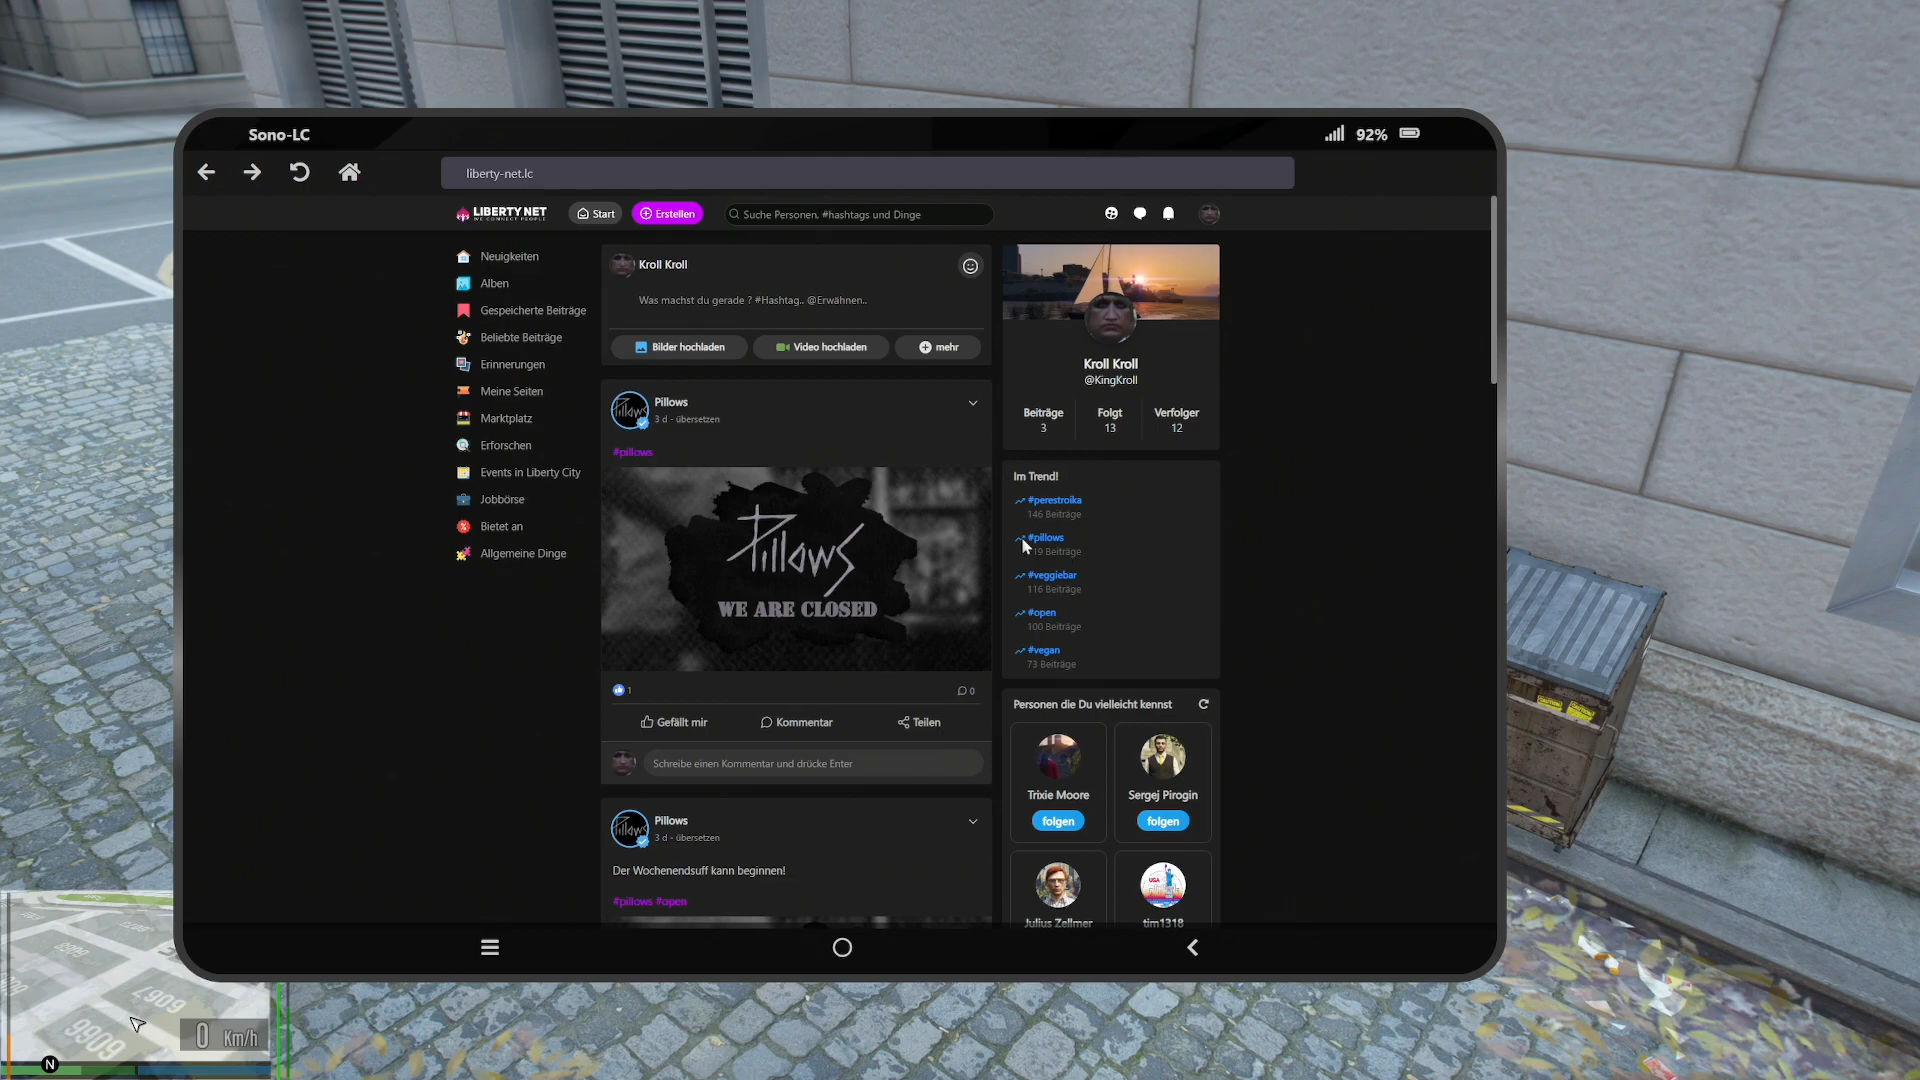 Sono-LC
92%
liberty-net.lc
LIBERTY NET
WE CONNECT PEOPLE
Start
Erstellen
Suche Personen, #hashtags und Dinge
Neuigkeiten
Alben
Gespeicherte Beiträge
Beliebte Beiträge
Erinnerungen
Meine Seiten
Marktplatz
Erforschen
Events in Liberty City
Jobbörse
Bietet an
Allgemeine Dinge
Kroll Kroll
Was machst du gerade ? #Hashtag.. @Erwähnen..
Bilder hochladen
Video hochladen
mehr
Pillows
3 d - übersetzen
#pillows
Pillows
WE ARE CLOSED
1
0
Gefällt mir
Kommentar
Teilen
Schreibe einen Kommentar und drücke Enter
Pillows
3 d - übersetzen
Der Wochenendsuff kann beginnen!
#pillows #open
Kroll Kroll
@KingKroll
Beiträge
3
Folgt
13
Verfolger
12
Im Trend!
#perestroika
146 Beiträge
#pillows
19 Beiträge
#veggiebar
116 Beiträge
#open
100 Beiträge
#vegan
73 Beiträge
Personen die Du vielleicht kennst
Trixie Moore
folgen
Sergej Pirogin
folgen
Julius Zellmer
tim1318
9909
0 Km/h
N